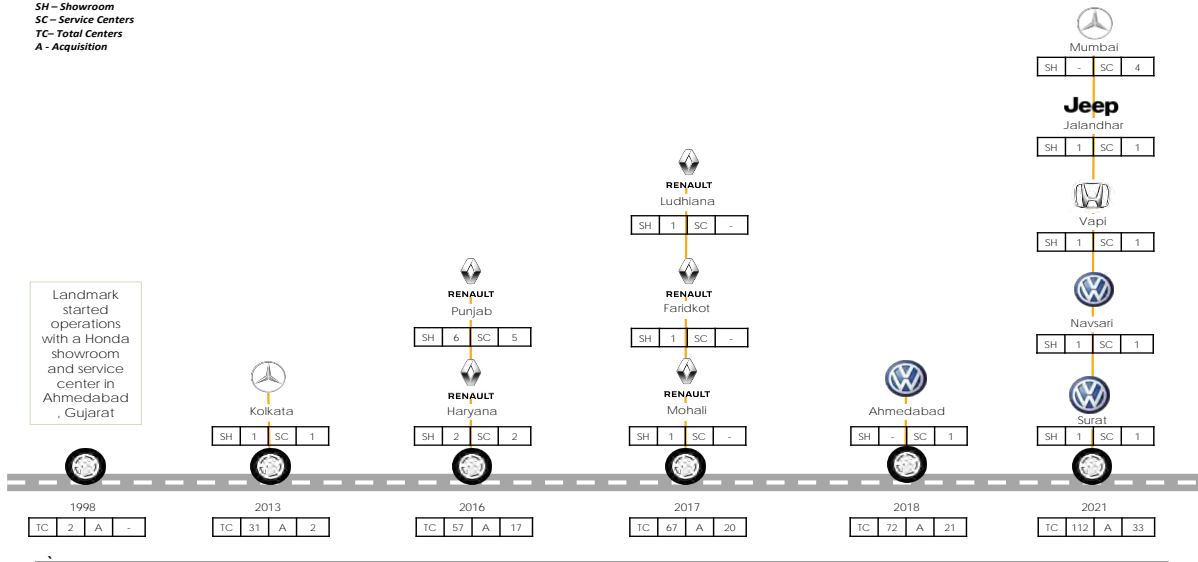 SH – Showroom
SC – Service Centers
TC– Total Centers
A - Acquisition
Landmark
started
operations
with a Honda
showroom
and service
center in
Ahmedabad
, Gujarat
1998
TC 2 A -
Kolkata
SH 1 SC 1
2013
TC 31 A 2
RENAULT
Punjab
SH 6 SC 5
RENAULT
Haryana
SH 2 SC 2
2016
TC 57 A 17
RENAULT
Ludhiana
SH 1 SC -
RENAULT
Faridkot
SH 1 SC -
RENAULT
Mohali
SH 1 SC -
2017
TC 67 A 20
Ahmedabad
SH - SC 1
2018
TC 72 A 21
Mumbai
SH - SC 4
Jeep
Jalandhar
SH 1 SC 1
Vapi
SH 1 SC 1
Navsari
SH 1 SC 1
Surat
SH 1 SC 1
2021
TC 112 A 33